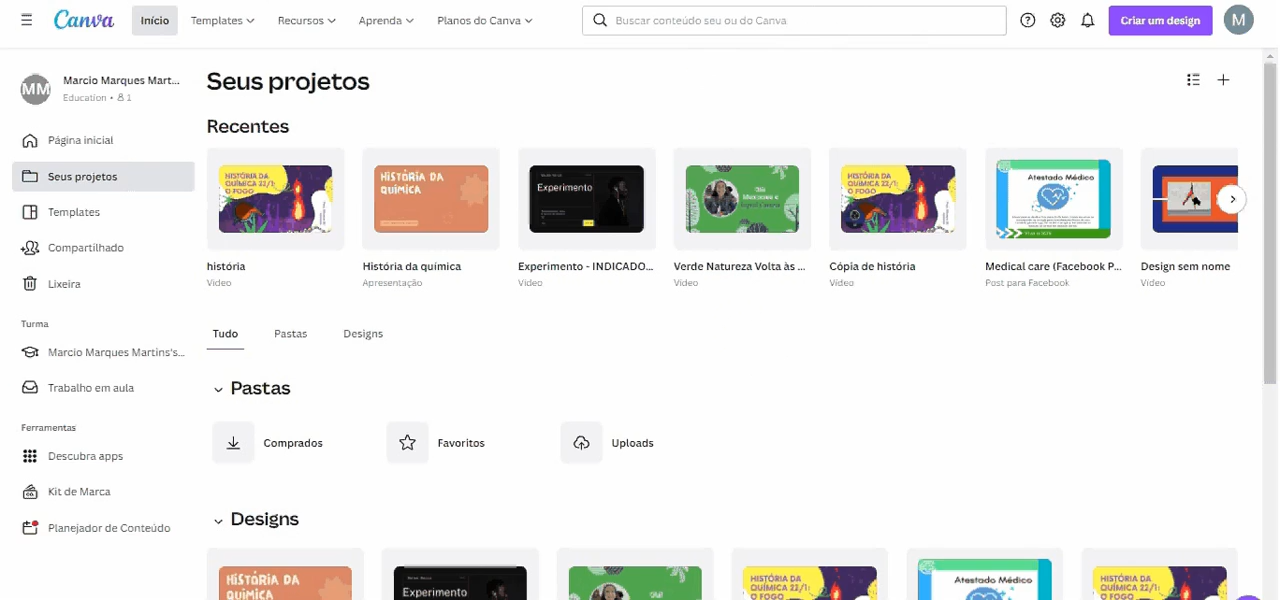 Canva
Início
Templates
Recursos
Aprenda
Planos do Canva
Buscar conteúdo seu ou do Canva
Criar um design
M
MM
Marcio Marques Mart...
Education • 1
Página inicial
Seus projetos
Templates
Compartilhado
Lixeira
Turma
Marcio Marques Martins's...
Trabalho em aula
Ferramentas
Descubra apps
Kit de Marca
Planejador de Conteúdo
Seus projetos
Recentes
HISTÓRIA DA
QUÍMICA 22/1:
O FOGO
história
Vídeo
HISTÓRIA DA
QUÍMICA
História da química
Apresentação
Experimento
Experimento - INDICADO...
Vídeo
Verde Natureza Volta às ...
Vídeo
HISTÓRIA DA
QUÍMICA 22/1:
O FOGO
Cópia de história
Vídeo
Atestado Médico
Medical care (Facebook P...
Post para Facebook
Design sem nome
Vídeo
Tudo
Pastas
Designs
Pastas
Comprados
Favoritos
Uploads
Designs
HISTÓRIA DA
QUÍMICA
Experimento
HISTÓRIA DA
QUÍMICA 22/1:
O FOGO
Atestado Médico
HISTÓRIA DA
QUÍMICA 22/1:
O FOGO